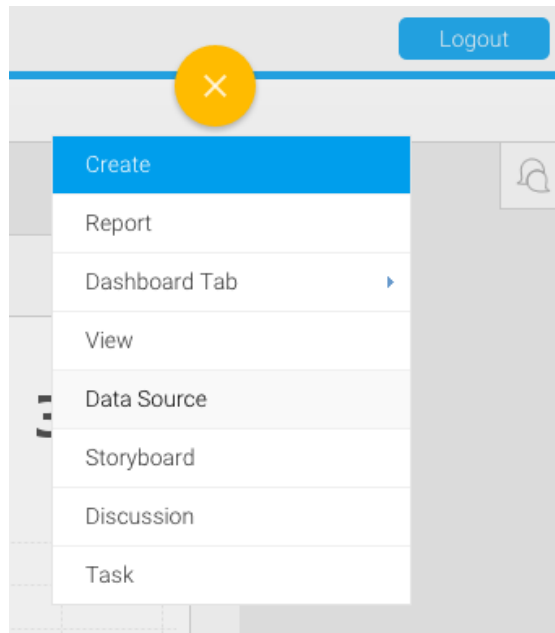 Logout
Create
Report
Dashboard Tab
View
Data Source
Storyboard
Discussion
Task